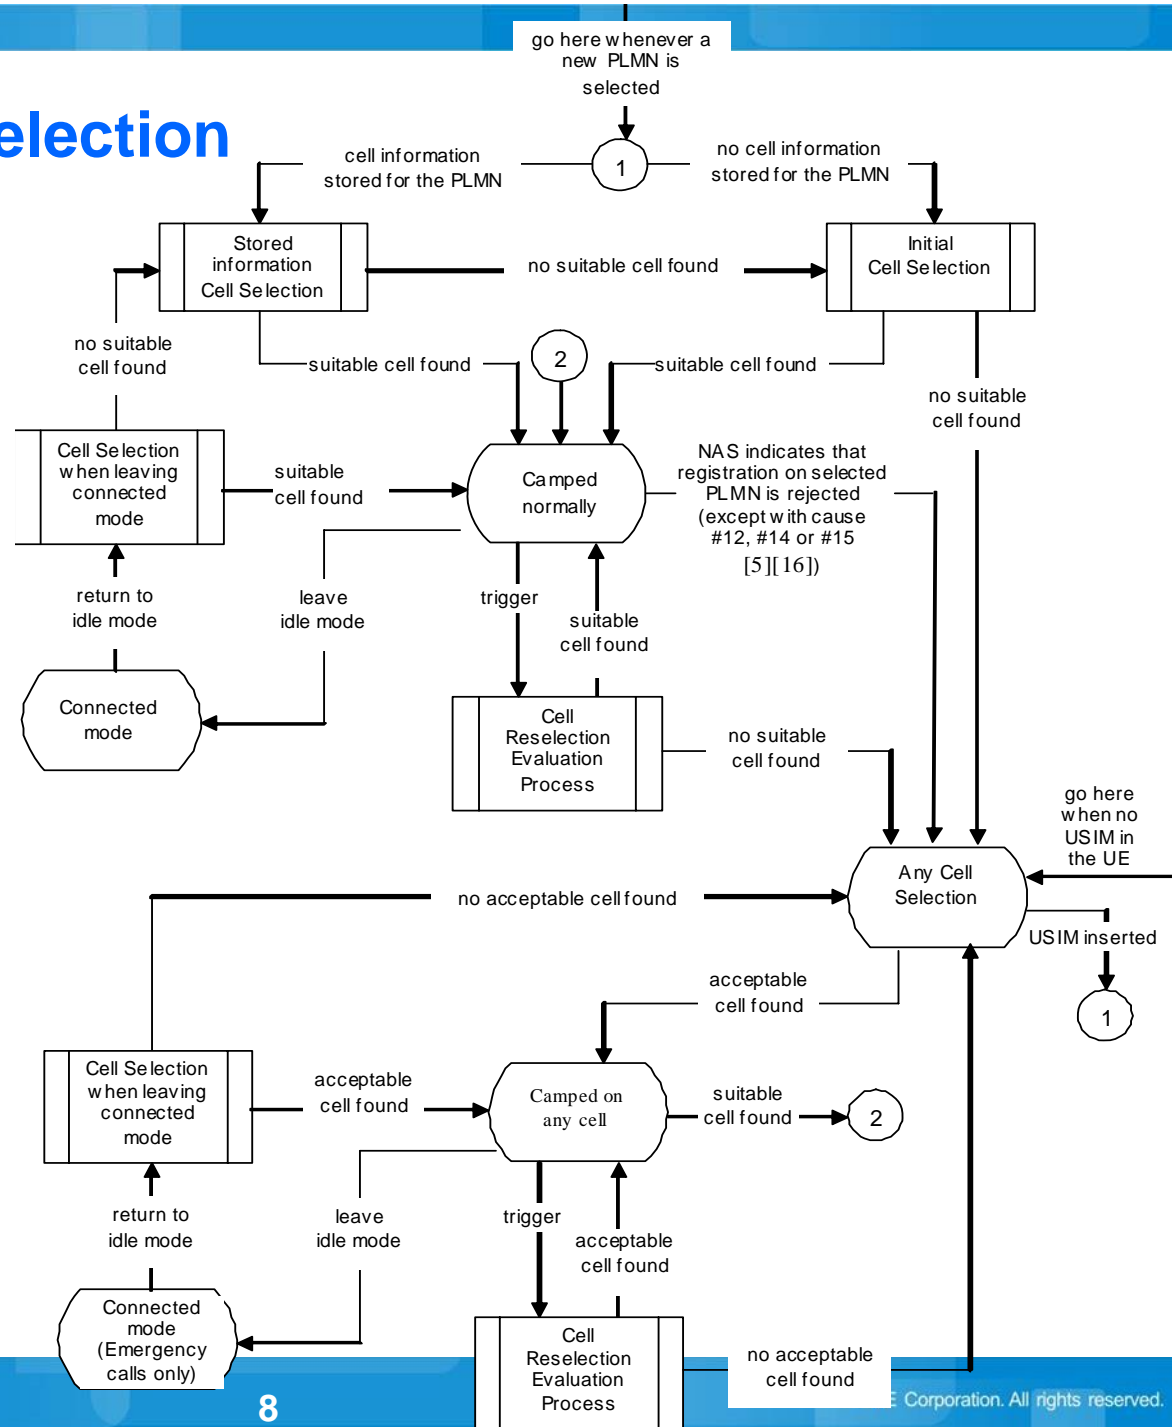 go here whenever a
new PLMN is
selected
election
cell information
stored for the PLMN
1
no cell information
stored for the PLMN
Stored
information
Cell Selection
no suitable cell found
Initial
Cell Selection
no suitable
cell found
suitable cell found
2
suitable cell found
no suitable
cell found
Cell Selection
when leaving
connected
mode
suitable
cell found
Camped
normally
NAS indicates that
registration on selected
PLMN is rejected
(except with cause
#12, #14 or #15
[5][16])
return to
idle mode
leave
idle mode
trigger
suitable
cell found
Connected
mode
Cell
Reselection
Evaluation
Process
no suitable
cell found
go here
when no
USIM in
the UE
Any Cell
Selection
no acceptable cell found
USIM inserted
1
acceptable
cell found
Cell Selection
when leaving
connected
mode
acceptable
cell found
Camped on
any cell
suitable
cell found
2
return to
idle mode
leave
idle mode
trigger
acceptable
cell found
Connected
mode
(Emergency
calls only)
Cell
Reselection
Evaluation
Process
no acceptable
cell found
8
E Corporation. All rights reserved.